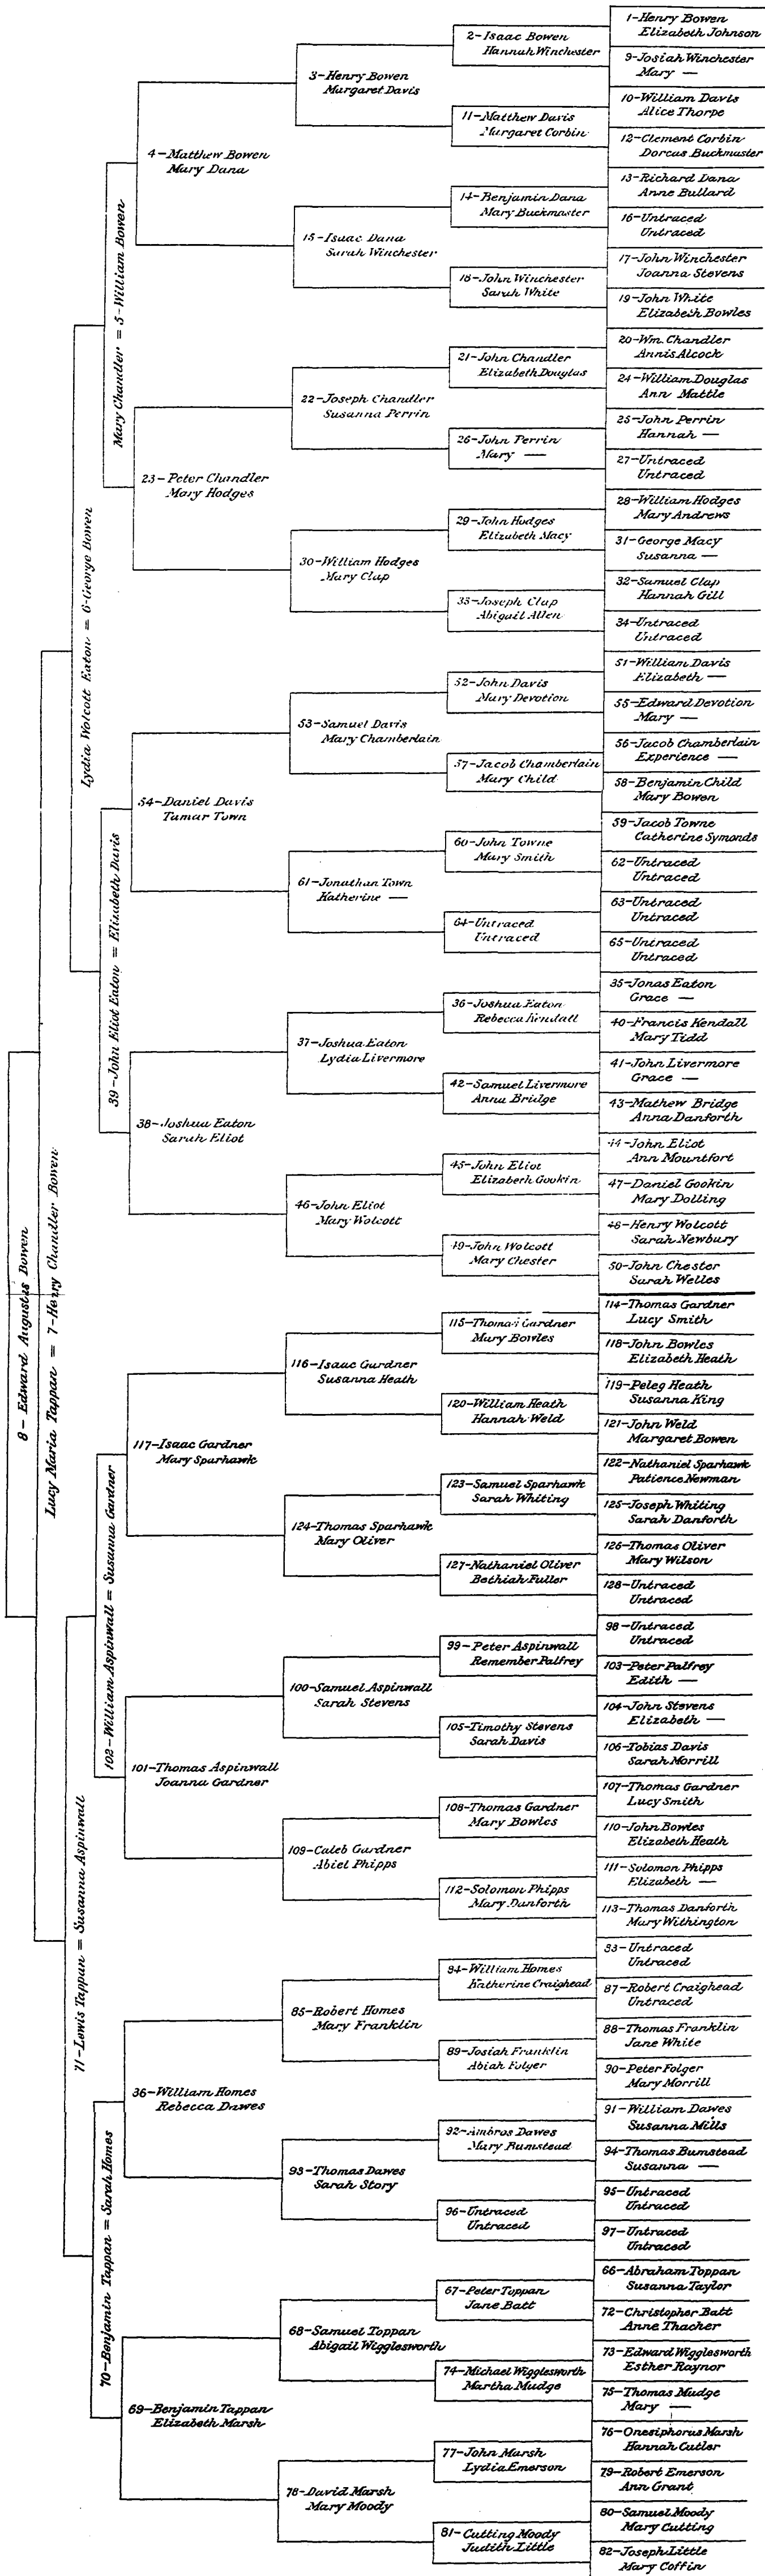 8 - Edward Augustus Bowen
Lucy Maria Tappan = 7-Henry Chandler Bowen
Lydia Wolcott Eaton = 6-George Bowen
Mary Chandler = 5-William Bowen
4-Matthew Bowen
Mary Dana
3-Henry Bowen
Margaret Davis
2-Isaac Bowen
Hannah Winchester
1-Henry Bowen
Elizabeth Johnson
9-Josiah Winchester
Mary —
11-Matthew Davis
Margaret Corbin
10-William Davis
Alice Thorpe
12-Clement Corbin
Dorcas Buckmaster
15-Isaac Dana
Sarah Winchester
14-Benjamin Dana
Mary Buckmaster
13-Richard Dana
Anne Bullard
16-Untraced
Untraced
18-John Winchester
Sarah White
17-John Winchester
Joanna Stevens
19-John White
Elizabeth Bowles
23-Peter Chandler
Mary Hodges
22-Joseph Chandler
Susanna Perrin
21-John Chandler
Elizabeth Douglas
20-Wm. Chandler
Annis Alcock
24-William Douglas
Ann Mattle
26-John Perrin
Mary —
25-John Perrin
Hannah —
27-Untraced
Untraced
30-William Hodges
Mary Clap
29-John Hodges
Elizabeth Macy
28-William Hodges
Mary Andrews
31-George Macy
Susanna —
33-Joseph Clap
Abigail Allen
32-Samuel Clap
Hannah Gill
34-Untraced
Untraced
39-John Eliot Eaton = Elizabeth Davis
54-Daniel Davis
Tamar Town
53-Samuel Davis
Mary Chamberlain
52-John Davis
Mary Devotion
51-William Davis
Elizabeth —
55-Edward Devotion
Mary —
57-Jacob Chamberlain
Mary Child
56-Jacob Chamberlain
Experience —
58-Benjamin Child
Mary Bowen
61-Jonathan Town
Katherine —
60-John Towne
Mary Smith
59-Jacob Towne
Catherine Symonds
62-Untraced
Untraced
64-Untraced
Untraced
63-Untraced
Untraced
65-Untraced
Untraced
38-Joshua Eaton
Sarah Eliot
37-Joshua Eaton
Lydia Livermore
36-Joshua Eaton
Rebecca Kendall
35-Jonas Eaton
Grace —
40-Francis Kendall
Mary Tidd
42-Samuel Livermore
Anna Bridge
41-John Livermore
Grace —
43-Mathew Bridge
Anna Danforth
46-John Eliot
Mary Wolcott
45-John Eliot
Elizabeth Gookin
44-John Eliot
Ann Mountfort
47-Daniel Gookin
Mary Dolling
49-John Wolcott
Mary Chester
48-Henry Wolcott
Sarah Newbury
50-John Chester
Sarah Welles
71-Lewis Tappan = Susanna Aspinwall
102-William Aspinwall = Susanna Gardner
117-Isaac Gardner
Mary Sparhawk
116-Isaac Gardner
Susanna Heath
115-Thomas Gardner
Mary Bowles
114-Thomas Gardner
Lucy Smith
118-John Bowles
Elizabeth Heath
120-William Heath
Hannah Weld
119-Peleg Heath
Susanna King
121-John Weld
Margaret Bowen
124-Thomas Sparhawk
Mary Oliver
123-Samuel Sparhawk
Sarah Whiting
122-Nathaniel Sparhawk
Patience Newman
125-Joseph Whiting
Sarah Danforth
127-Nathaniel Oliver
Bethiah Fuller
126-Thomas Oliver
Mary Wilson
128-Untraced
Untraced
101-Thomas Aspinwall
Joanna Gardner
100-Samuel Aspinwall
Sarah Stevens
99-Peter Aspinwall
Remember Palfrey
98-Untraced
Untraced
103-Peter Palfrey
Edith —
105-Timothy Stevens
Sarah Davis
104-John Stevens
Elizabeth —
106-Tobias Davis
Sarah Morrill
109-Caleb Gardner
Abiel Phipps
108-Thomas Gardner
Mary Bowles
107-Thomas Gardner
Lucy Smith
110-John Bowles
Elizabeth Heath
112-Solomon Phipps
Mary Danforth
111-Solomon Phipps
Elizabeth —
113-Thomas Danforth
Mary Withington
70-Benjamin Tappan = Sarah Homes
36-William Homes
Rebecca Dawes
85-Robert Homes
Mary Franklin
84-William Homes
Katherine Craighead
83-Untraced
Untraced
87-Robert Craighead
Untraced
89-Josiah Franklin
Abiah Folger
88-Thomas Franklin
Jane White
90-Peter Folger
Mary Morrill
93-Thomas Dawes
Sarah Story
92-Ambros Dawes
Mary Bumstead
91-William Dawes
Susanna Mills
94-Thomas Bumstead
Susanna —
96-Untraced
Untraced
95-Untraced
Untraced
97-Untraced
Untraced
69-Benjamin Tappan
Elizabeth Marsh
68-Samuel Toppan
Abigail Wigglesworth
67-Peter Toppan
Jane Batt
66-Abraham Toppan
Susanna Taylor
72-Christopher Batt
Anne Thacher
74-Michael Wigglesworth
Martha Mudge
73-Edward Wigglesworth
Esther Raynor
75-Thomas Mudge
Mary —
78-David Marsh
Mary Moody
77-John Marsh
Lydia Emerson
76-Onesiphorus Marsh
Hannah Cutler
79-Robert Emerson
Ann Grant
81-Cutting Moody
Judith Little
80-Samuel Moody
Mary Cutting
82-Joseph Little
Mary Coffin